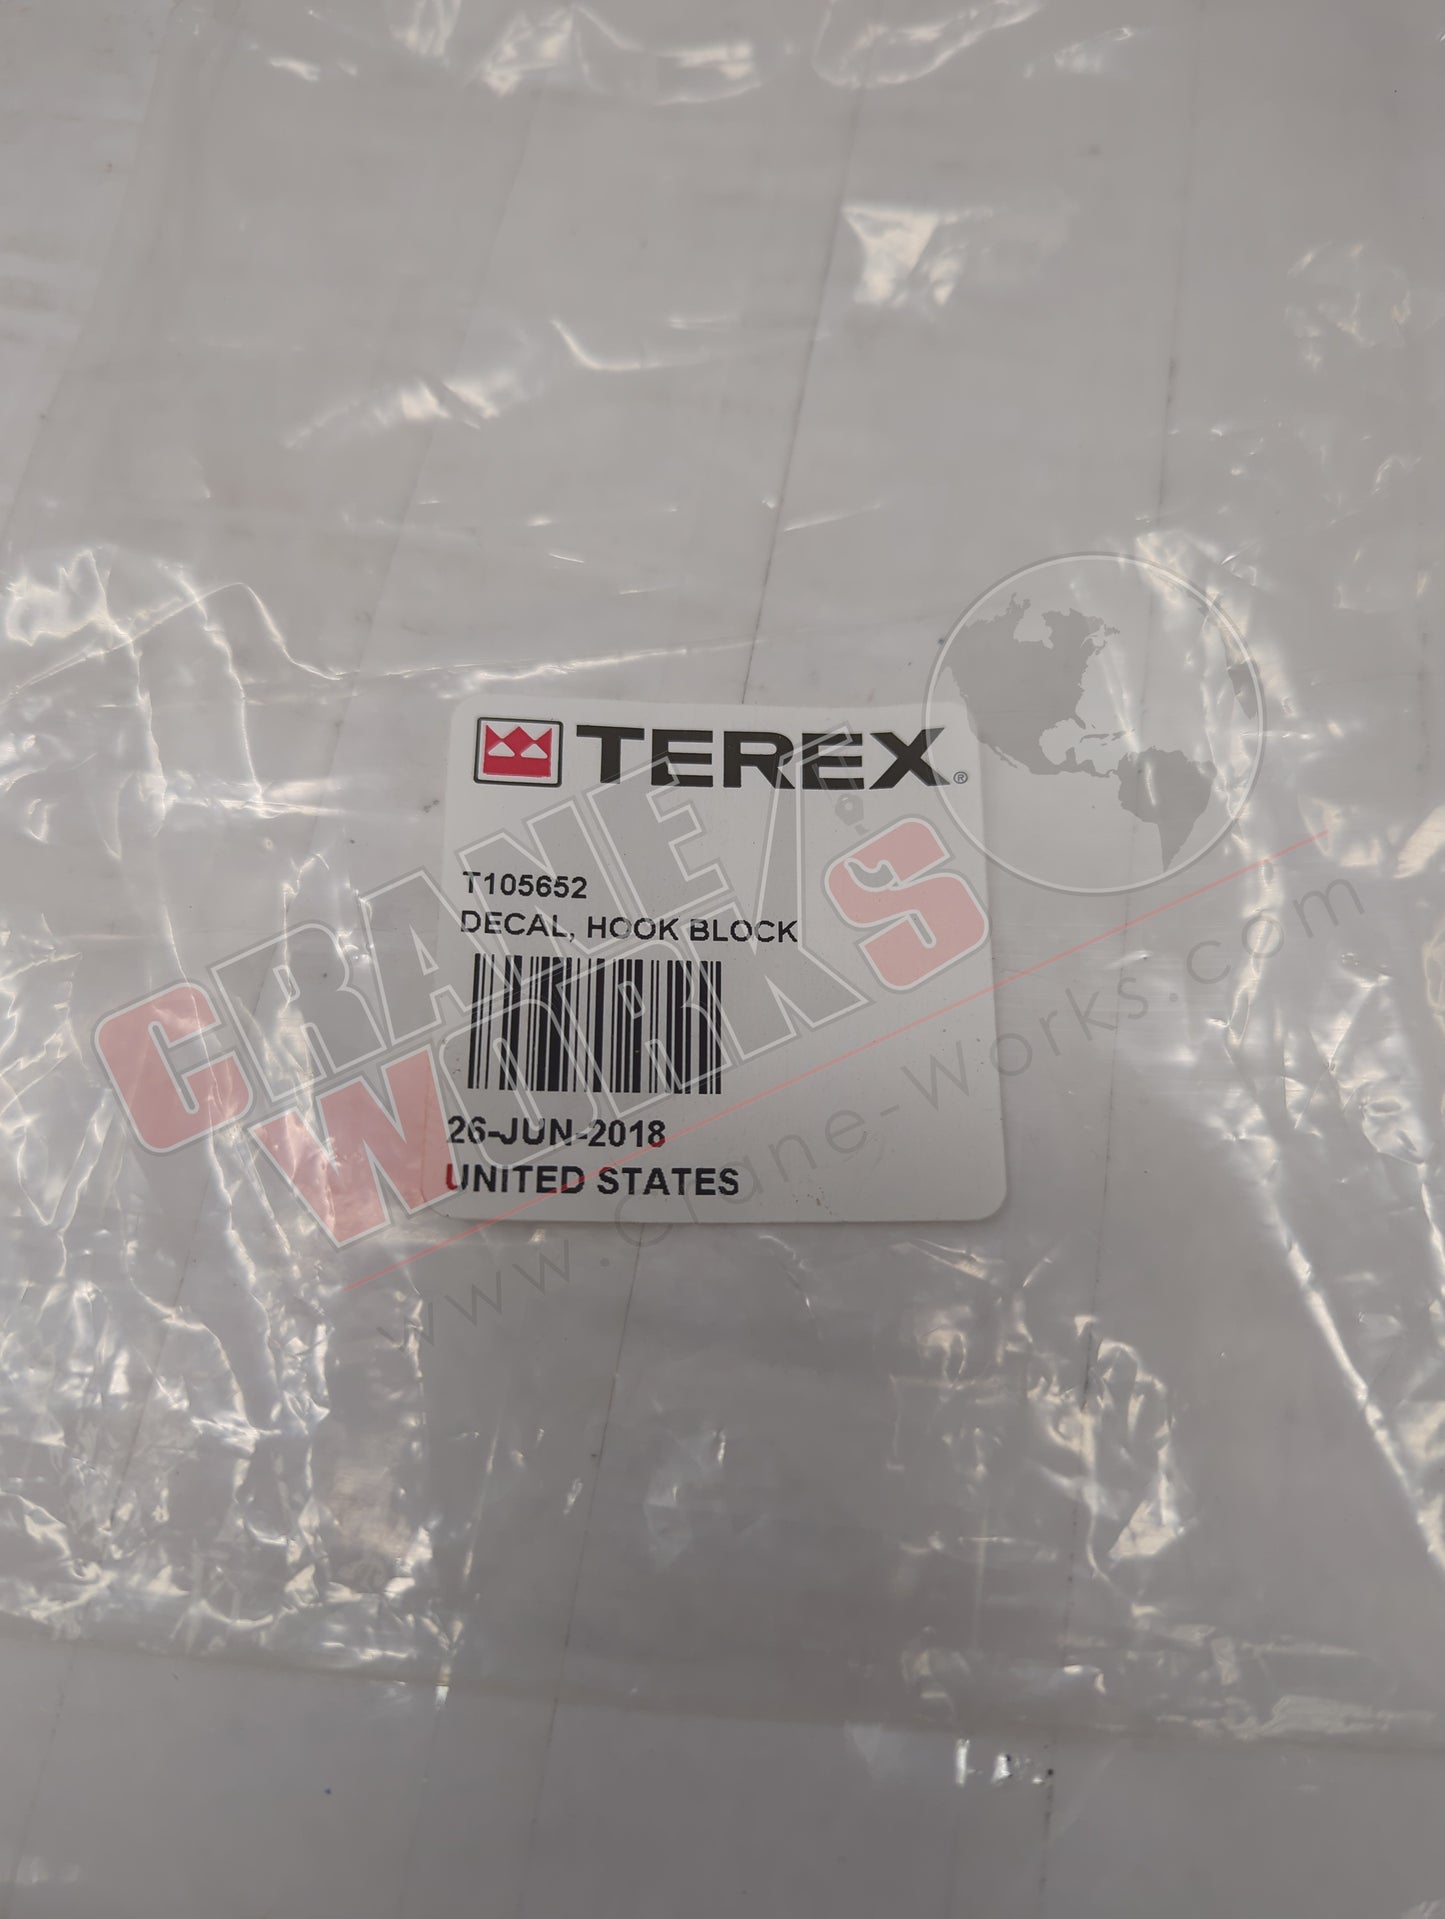 TEREX®
T105652
DECAL, HOOK BLOCK
26-JUN-2018
UNITED STATES
CRANE WORKS
www.crane-works.com